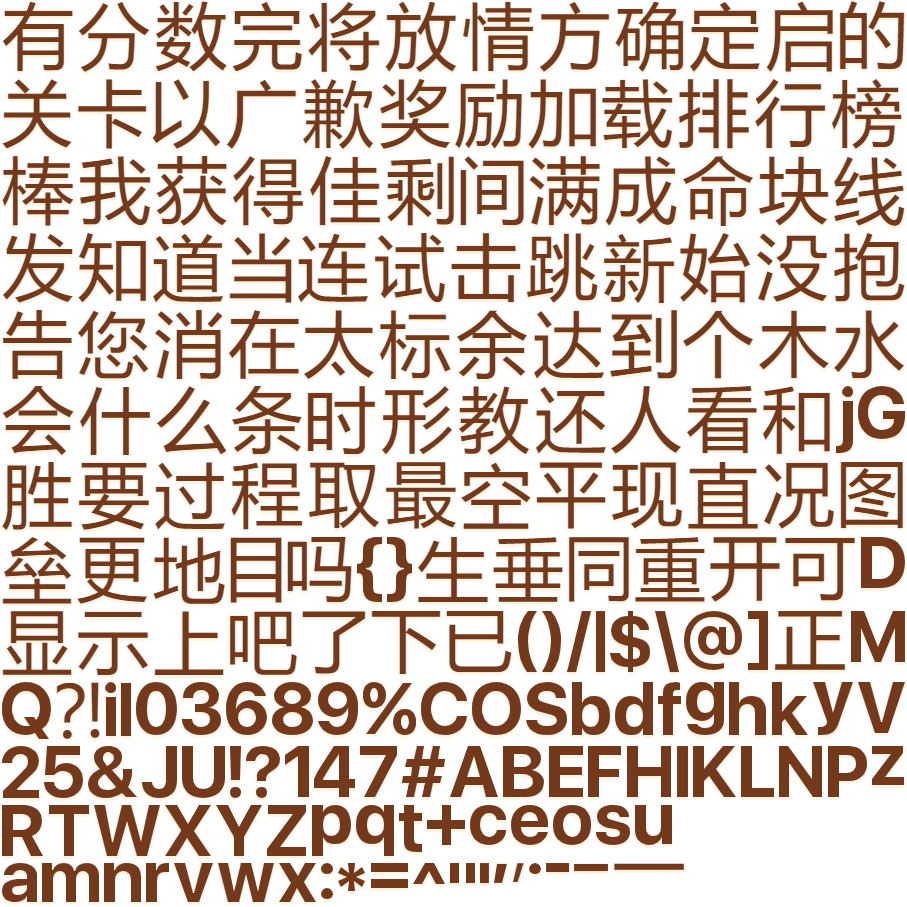 有分数完将放情方确定启的
关卡以广歉奖励加载排行榜
棒我获得佳剩间满成命块线
发知道当连试击跳新始没抱
告您消在太标余达到个木水
会什么条时形教还人看和jG
胜要过程取最空平现直况图
垒更地目吗{}生垂同重开可D
显示上吧了下已()/|$\@]正M
Q?!il03689%COSbdfghkyV
25&JU!?147#ABEFHIKLNPz
RTWXYZpqt+ceosu
amnrvwx:*=^"'"′′·-–—